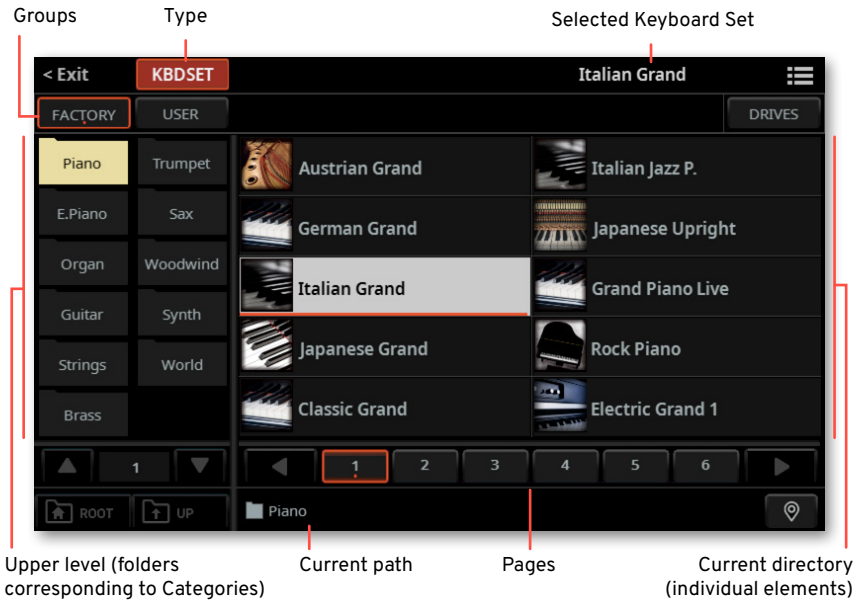 Groups
Type
Selected Keyboard Set
< Exit
KBDSET
Italian Grand
FACTORY
USER
DRIVES
Piano
Trumpet
E.Piano
Sax
Organ
Woodwind
Guitar
Synth
Strings
World
Brass
1
ROOT
UP
Austrian Grand
Italian Jazz P.
German Grand
Japanese Upright
Italian Grand
Grand Piano Live
Japanese Grand
Rock Piano
Classic Grand
Electric Grand 1
1
2
3
4
5
6
Piano
Upper level (folders
corresponding to Categories)
Current path
Pages
Current directory
(individual elements)